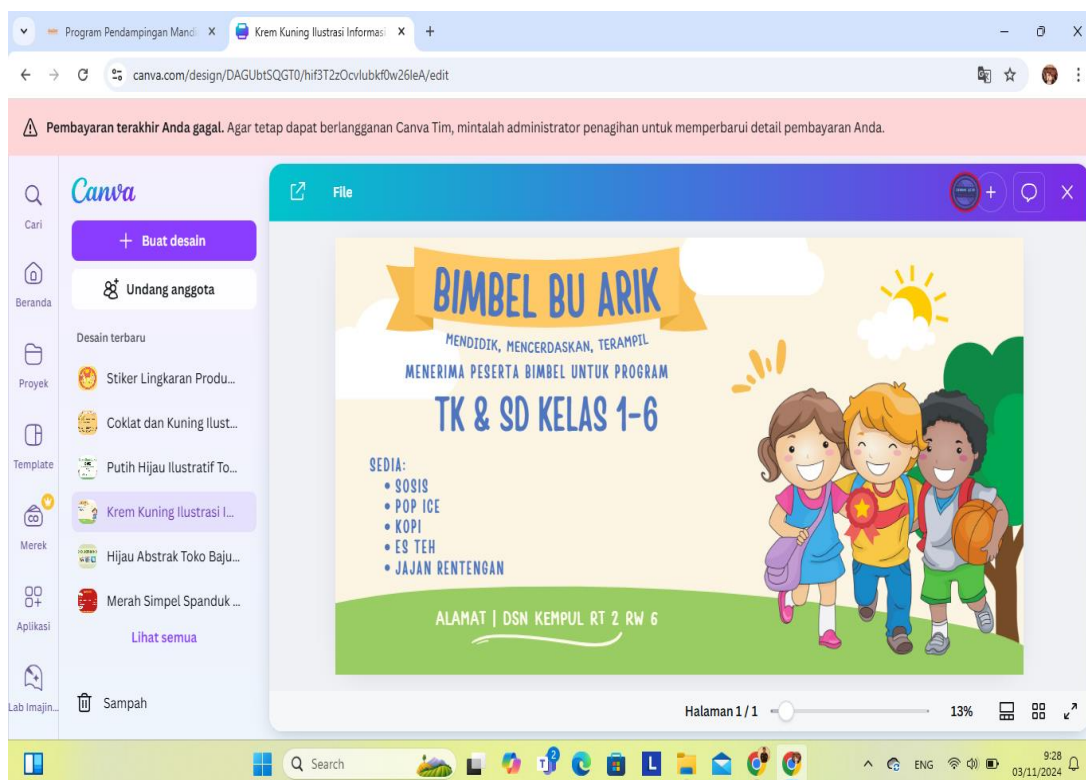 Program Pendampingan Mandi
Krem Kuning Ilustrasi Informas
canva.com/design/DAGUbtSQGT0/hif3T2zOcvlubkf0w26leA/edit
Pembayaran terakhir Anda gagal. Agar tetap dapat berlangganan Canva Tim, mintalah administrator penagihan untuk memperbarui detail pembayaran Anda.
Cari
Beranda
Proyek
Template
Merek
Aplikasi
Lab Imajin...
Canva
+ Buat desain
Undang anggota
Desain terbaru
Stiker Lingkaran Produ...
Coklat dan Kuning Ilust...
Putih Hijau Ilustratif To...
Krem Kuning Ilustrasi I...
Hijau Abstrak Toko Baju...
Merah Simpel Spanduk ...
Lihat semua
Sampah
File
BIMBEL BU ARIK
MENDIDIK, MENCERDASKAN, TERAMPIL
MENERIMA PESERTA BIMBEL UNTUK PROGRAM
TK & SD KELAS 1-6
SEDIA:
• SOSIS
• POP ICE
• KOPI
• ES TEH
• JAJAN RENTENGAN
ALAMAT | DSN KEMPUL RT 2 RW 6
Halaman 1 / 1
13%
Search
2
L
ENG
9:28
03/11/2024